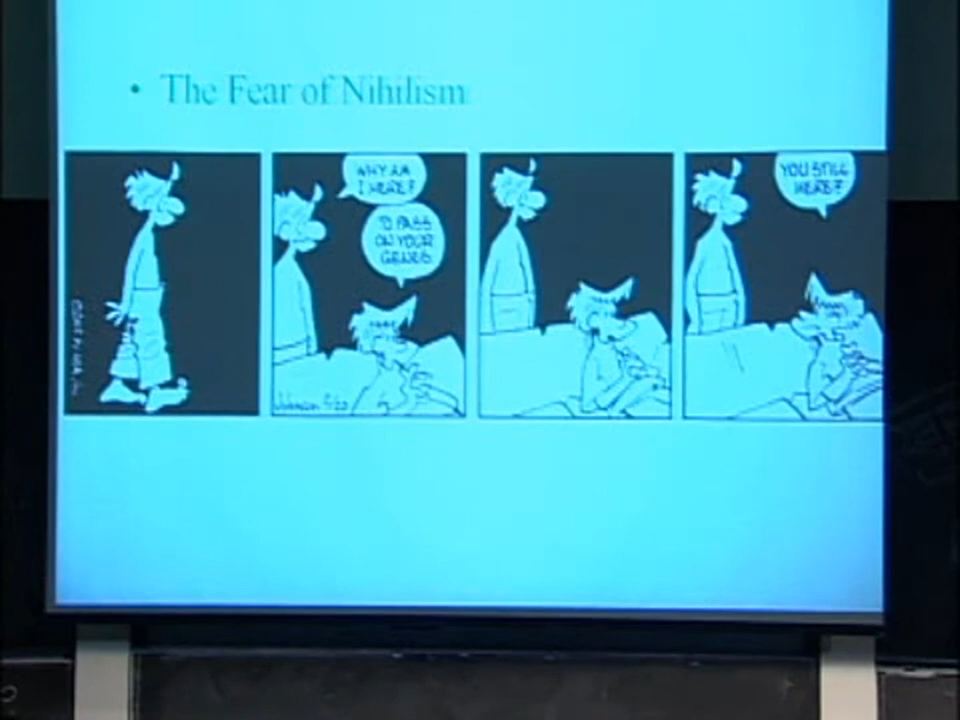 • The Fear of Nihilism
WHY AM
I HERE?
TO PASS
ON YOUR
GENES.
YOU STILL
HERE?